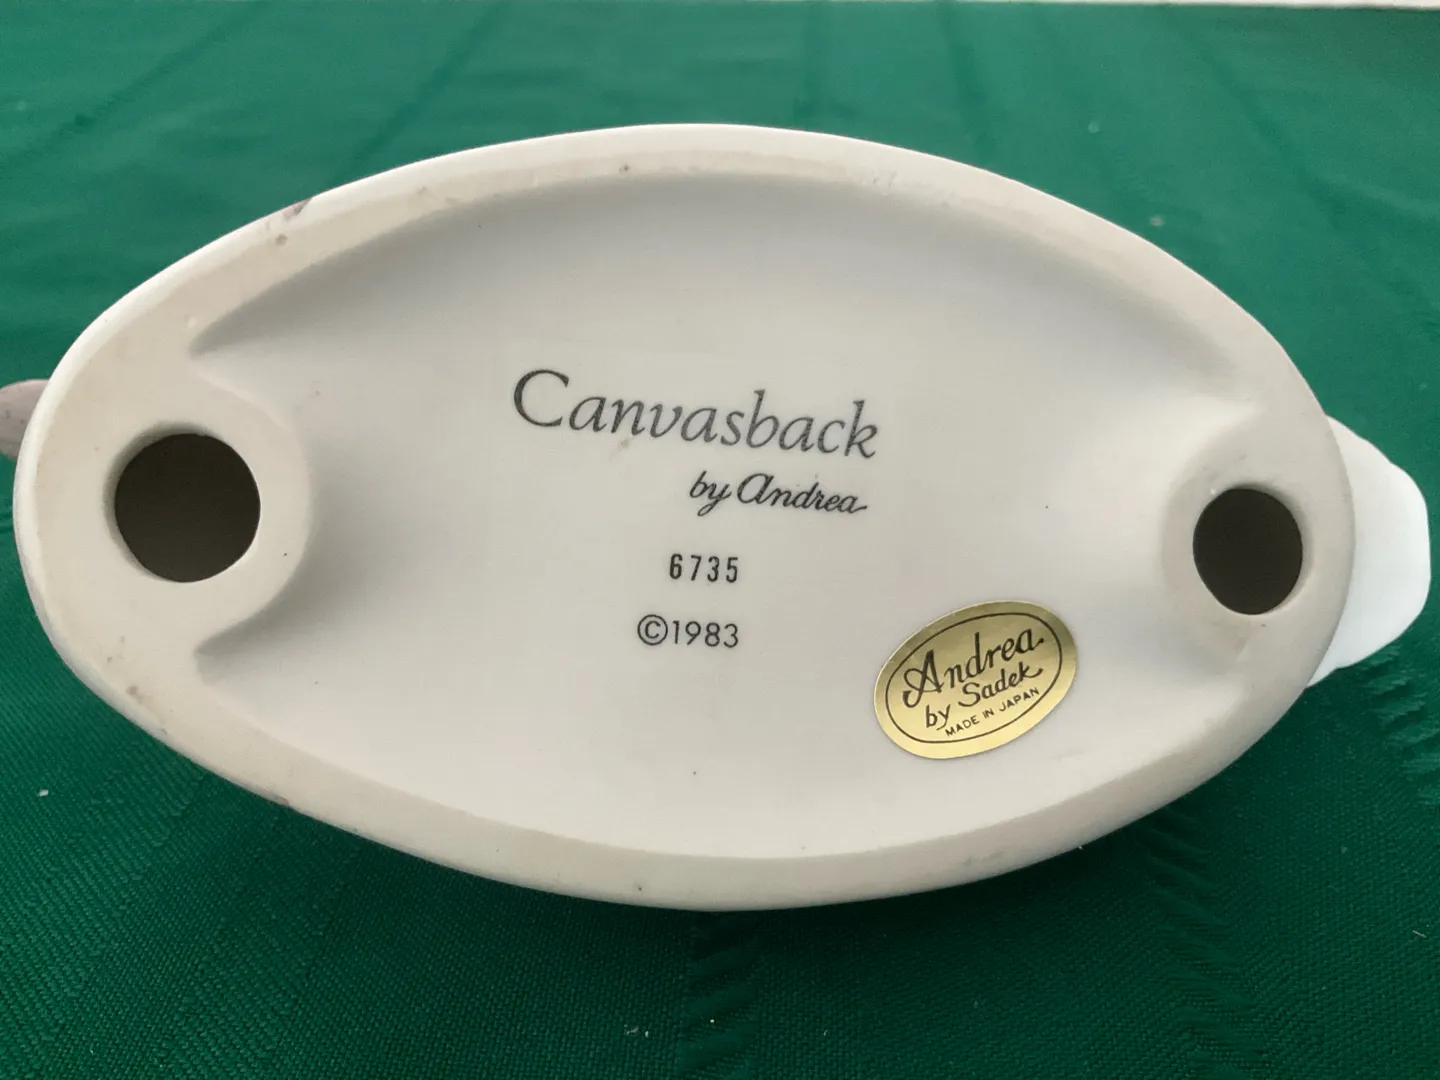 Canvasback
by Andrea
6735
©1983
Andrea
by Sadek
MADE IN JAPAN